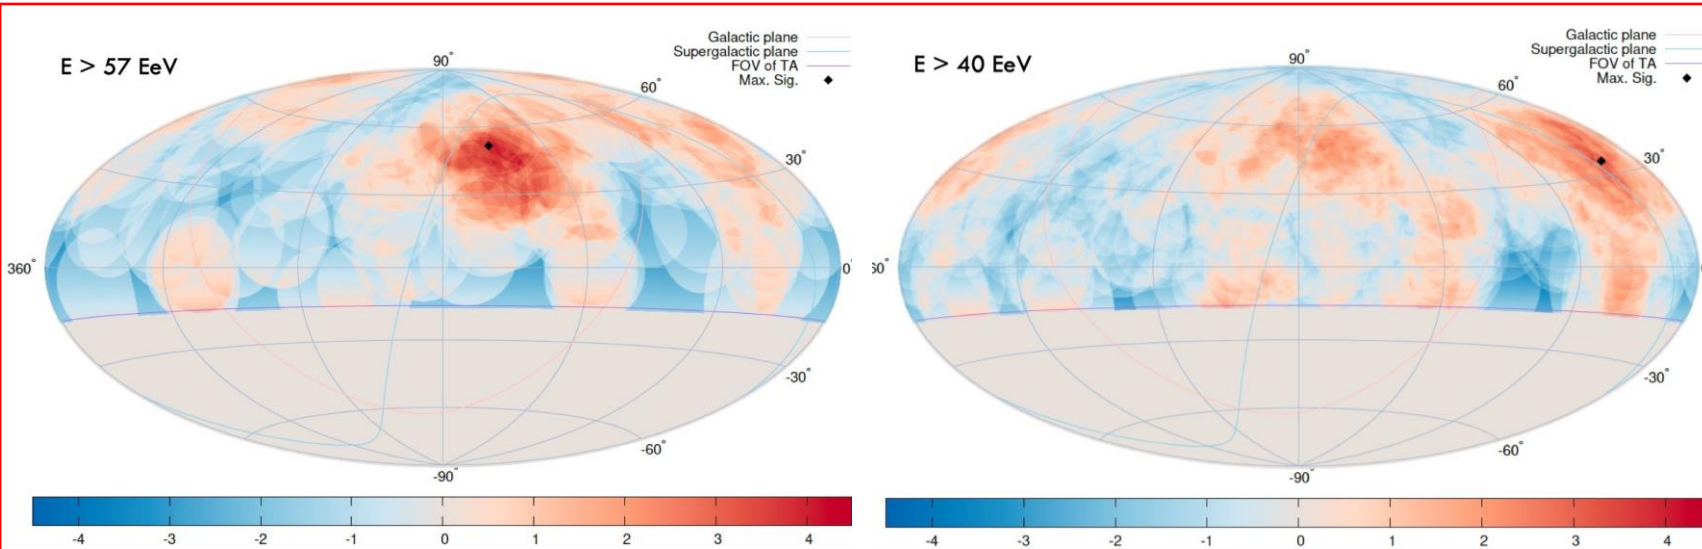 E > 57 EeV
Galactic plane
Supergalactic plane
FOV of TA
Max. Sig.
90°
60°
30°
360°
0
-30°
-60°
-90°
-4 -3 -2 -1 0 1 2 3 4
E > 40 EeV
Galactic plane
Supergalactic plane
FOV of TA
Max. Sig.
90°
60°
30°
60°
-30°
-60°
-90°
-4 -3 -2 -1 0 1 2 3 4